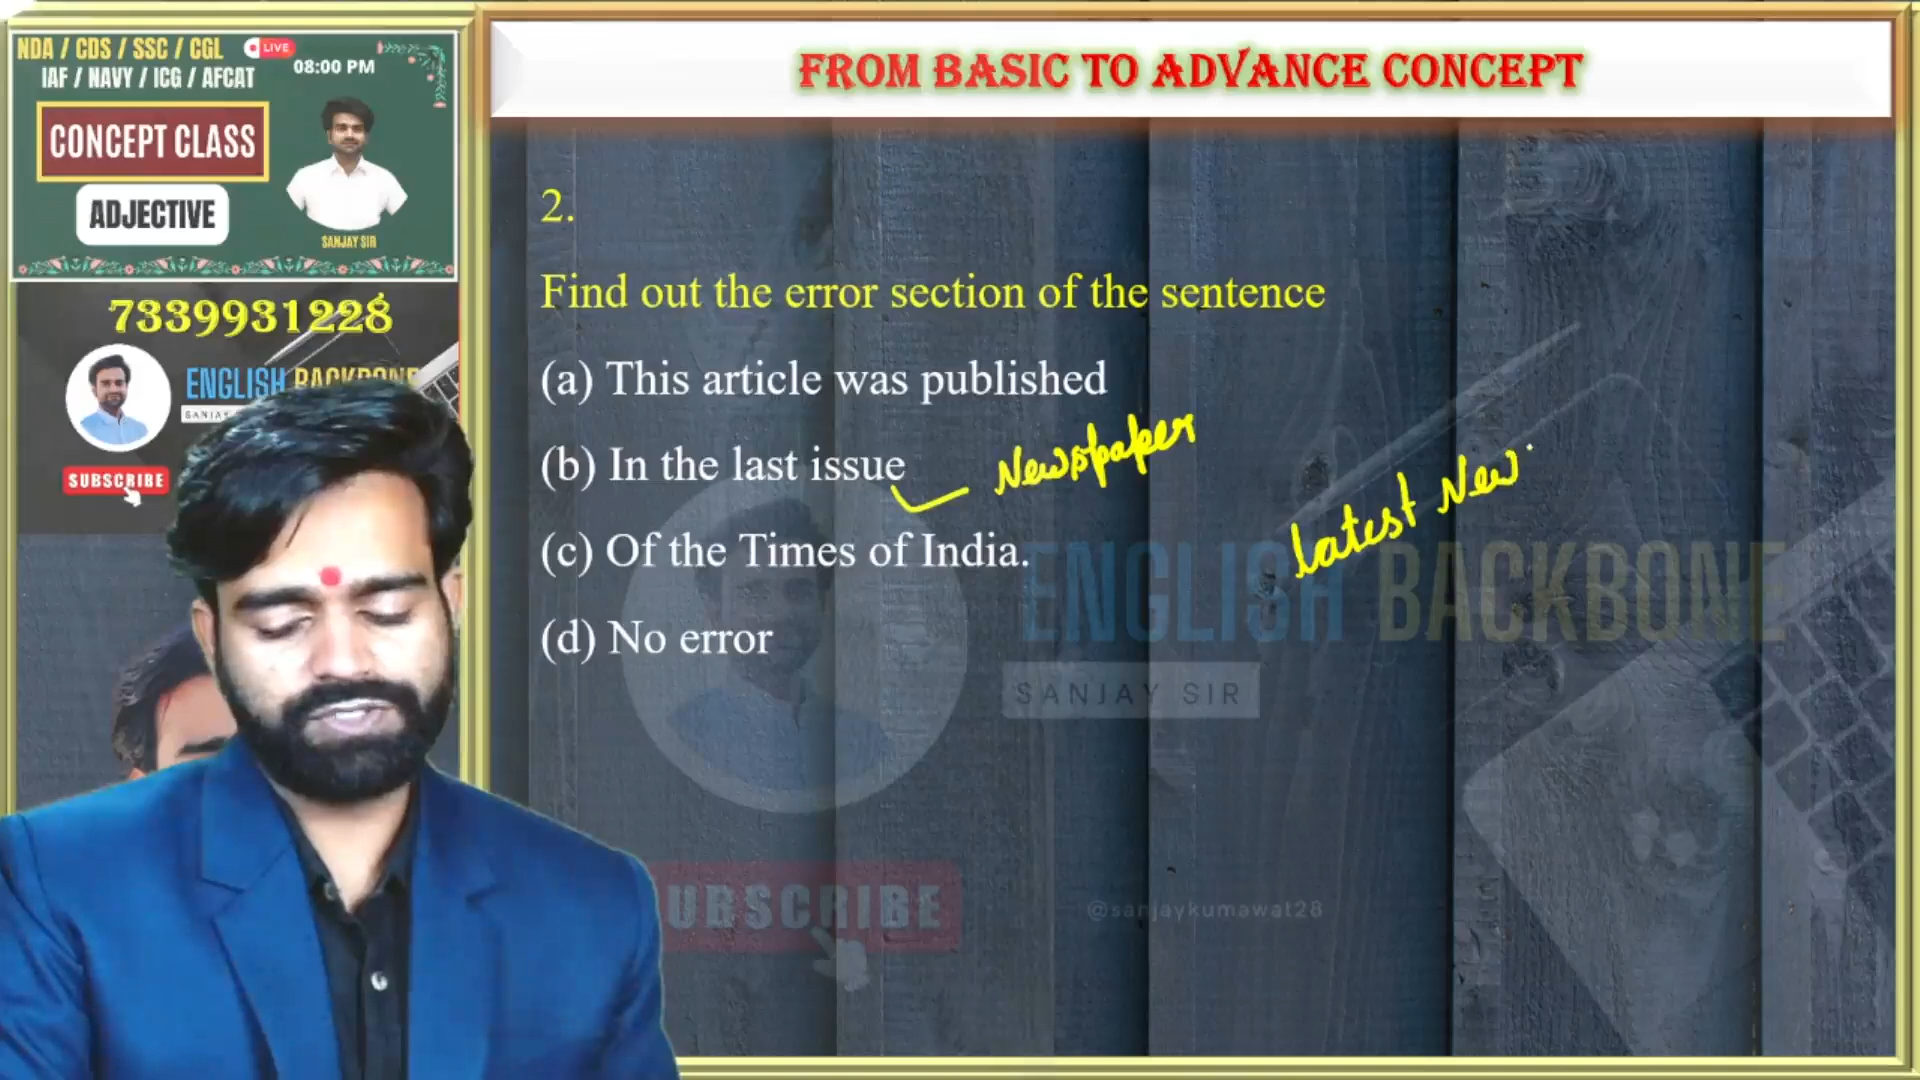 NDA / CDS / SSC / CGL
LIVE
IAF / NAVY / ICG / AFCAT
08:00 PM
CONCEPT CLASS
ADJECTIVE
SANJAY SIR
7339931228
ENGLISH BACKBONE
SUBSCRIBE
FROM BASIC TO ADVANCE CONCEPT
2.
Find out the error section of the sentence
(a) This article was published
(b) In the last issue
Newspaper
Latest New
(c) Of the Times of India.
(d) No error
ENGLISH BACKBONE
SANJAY SIR
UBSCRIBE
@sanjaykumawat28